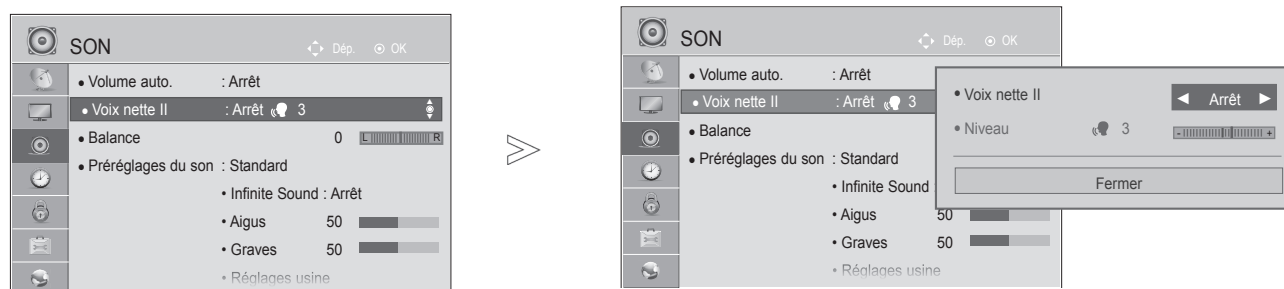 SON
Dép. OK
• Volume auto. : Arrêt
• Voix nette II : Arrêt 3
• Balance 0 L R
• Préréglages du son : Standard
• Infinite Sound : Arrêt
• Aigus 50
• Graves 50
• Réglages usine
SON
Dép. OK
• Volume auto. : Arrêt
• Voix nette II : Arrêt 3
• Balance
• Préréglages du son : Standard
• Infinite Sound :
• Aigus 50
• Graves 50
• Réglages usine
• Voix nette II ◄ Arrêt ►
• Niveau 3 - +
Fermer